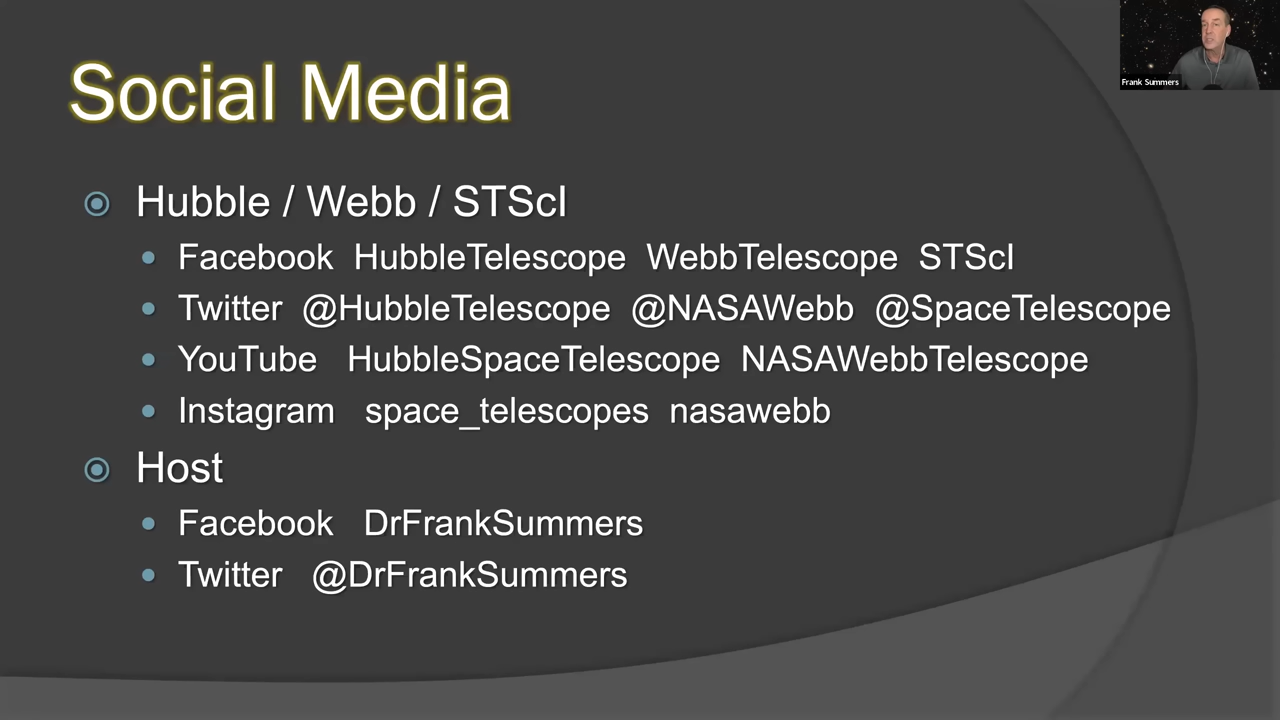 Social Media
Frank Summers
Hubble / Webb / STScI
Facebook HubbleTelescope WebbTelescope STScI
Twitter @HubbleTelescope @NASAWebb @SpaceTelescope
YouTube HubbleSpaceTelescope NASAWebbTelescope
Instagram space_telescopes nasawebb
Host
Facebook DrFrankSummers
Twitter @DrFrankSummers